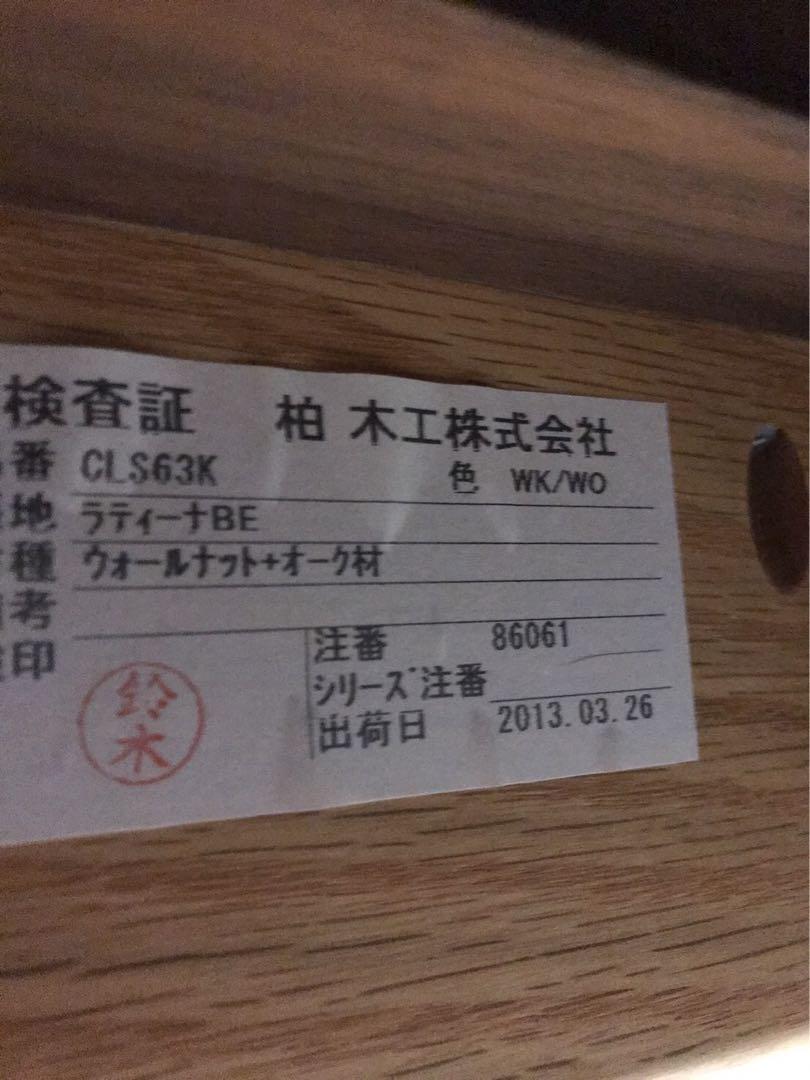 検査証 柏木工株式会社
番 CLS63K 色 WK/WO
地 ラティーナBE
種 ウォールナット+オーク材
考
印 鈴木
注番 86061
シリーズ注番
出荷日 2013.03.26